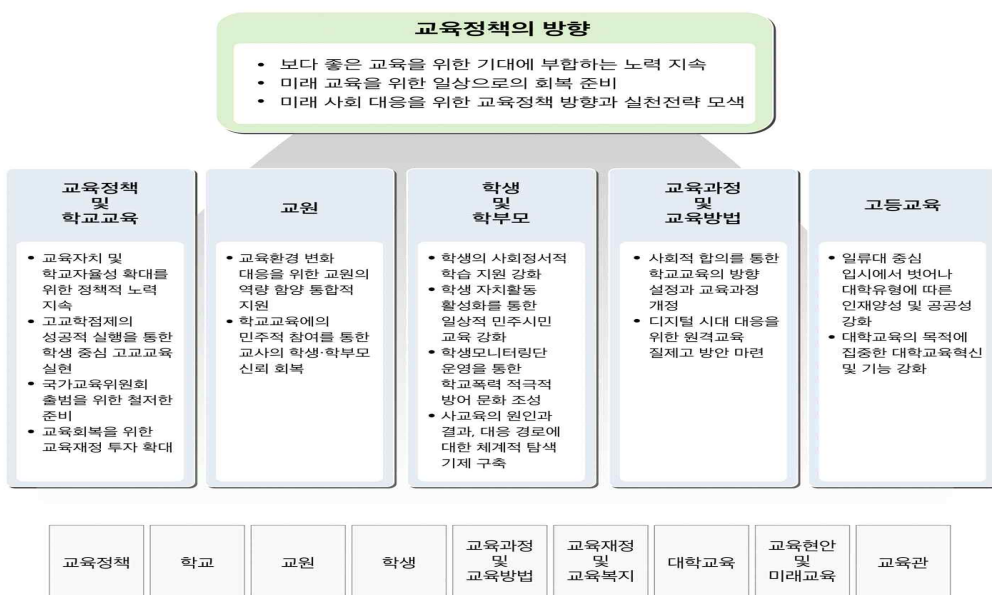 교육정책의 방향
• 보다 좋은 교육을 위한 기대에 부합하는 노력 지속
• 미래 교육을 위한 일상으로의 회복 준비
• 미래 사회 대응을 위한 교육정책 방향과 실천전략 모색
교육정책
및
학교교육
• 교육자치 및
학교자율성 확대를
위한 정책적 노력
지속
• 고교학점제의
성공적 실행을 통한
학생 중심 고교교육
실현
• 국가교육위원회
출범을 위한 철저한
준비
• 교육회복을 위한
교육재정 투자 확대
교원
• 교육환경 변화
대응을 위한 교원의
역량 함양 통합적
지원
• 학교교육에의
민주적 참여를 통한
교사의 학생·학부모
신뢰 회복
학생
및
학부모
• 학생의 사회정서적
학습 지원 강화
• 학생 자치활동
활성화를 통한
일상적 민주시민
교육 강화
• 학생모니터링단
운영을 통한
학교폭력 적극적
방어 문화 조성
• 사교육의 원인과
결과, 대응 경로에
대한 체계적 탐색
기제 구축
교육과정
및
교육방법
• 사회적 합의를 통한
학교교육의 방향
설정과 교육과정
개정
• 디지털 시대 대응을
위한 원격교육
질제고 방안 마련
고등교육
• 일류대 중심
입시에서 벗어나
대학유형에 따른
인재양성 및 공공성
강화
• 대학교육의 목적에
집중한 대학교육혁신
및 기능 강화
교육정책
학교
교원
학생
교육과정
및
교육방법
교육재정
및
교육복지
대학교육
교육현안
및
미래교육
교육관